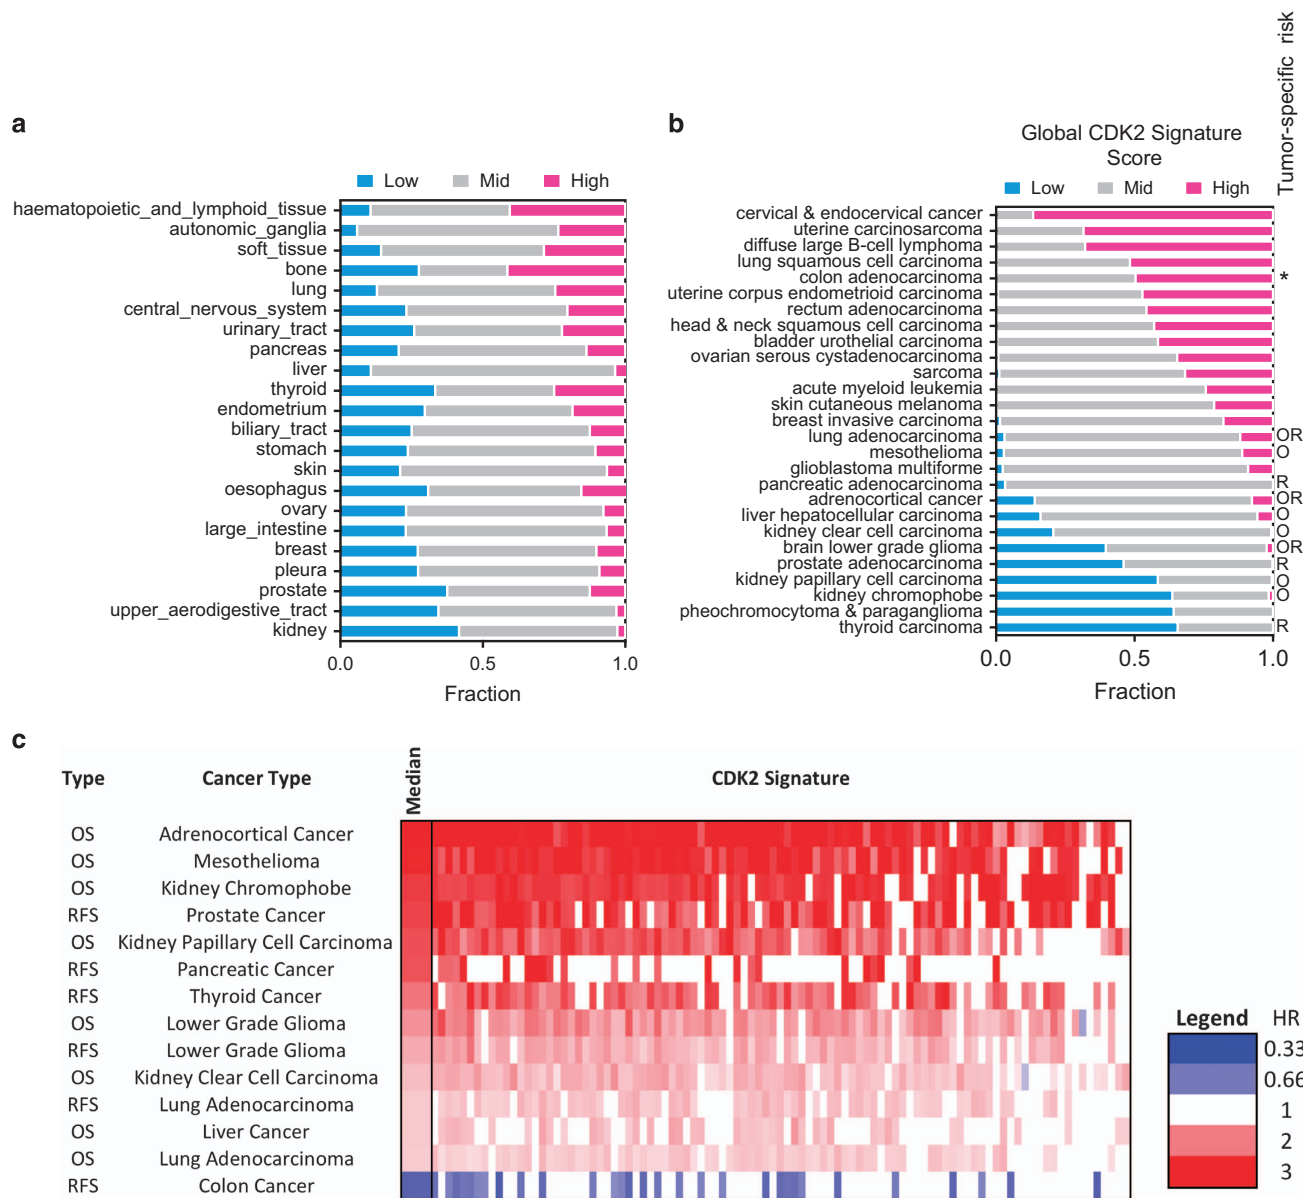 a
Low Mid High
haematopoietic_and_lymphoid_tissue
autonomic_ganglia
soft_tissue
bone
lung
central_nervous_system
urinary_tract
pancreas
liver
thyroid
endometrium
biliary_tract
stomach
skin
oesophagus
ovary
large_intestine
breast
pleura
prostate
upper_aerodigestive_tract
kidney
0.0 0.5 1.0
Fraction
b
Global CDK2 Signature
Score
Tumor-specific risk
Low Mid High
cervical & endocervical cancer
uterine carcinosarcoma
diffuse large B-cell lymphoma
lung squamous cell carcinoma
colon adenocarcinoma *
uterine corpus endometrioid carcinoma
rectum adenocarcinoma
head & neck squamous cell carcinoma
bladder urothelial carcinoma
ovarian serous cystadenocarcinoma
sarcoma
acute myeloid leukemia
skin cutaneous melanoma
breast invasive carcinoma
lung adenocarcinoma OR
mesothelioma O
glioblastoma multiforme
pancreatic adenocarcinoma R
adrenocortical cancer OR
liver hepatocellular carcinoma O
kidney clear cell carcinoma O
brain lower grade glioma OR
prostate adenocarcinoma R
kidney papillary cell carcinoma O
kidney chromophobe O
pheochromocytoma & paraganglioma
thyroid carcinoma R
0.0 0.5 1.0
Fraction
c
Type Cancer Type Median CDK2 Signature
OS Adrenocortical Cancer
OS Mesothelioma
OS Kidney Chromophobe
RFS Prostate Cancer
OS Kidney Papillary Cell Carcinoma
RFS Pancreatic Cancer
RFS Thyroid Cancer
OS Lower Grade Glioma
RFS Lower Grade Glioma
OS Kidney Clear Cell Carcinoma
RFS Lung Adenocarcinoma
OS Liver Cancer
OS Lung Adenocarcinoma
RFS Colon Cancer
Legend HR
0.33
0.66
1
2
3